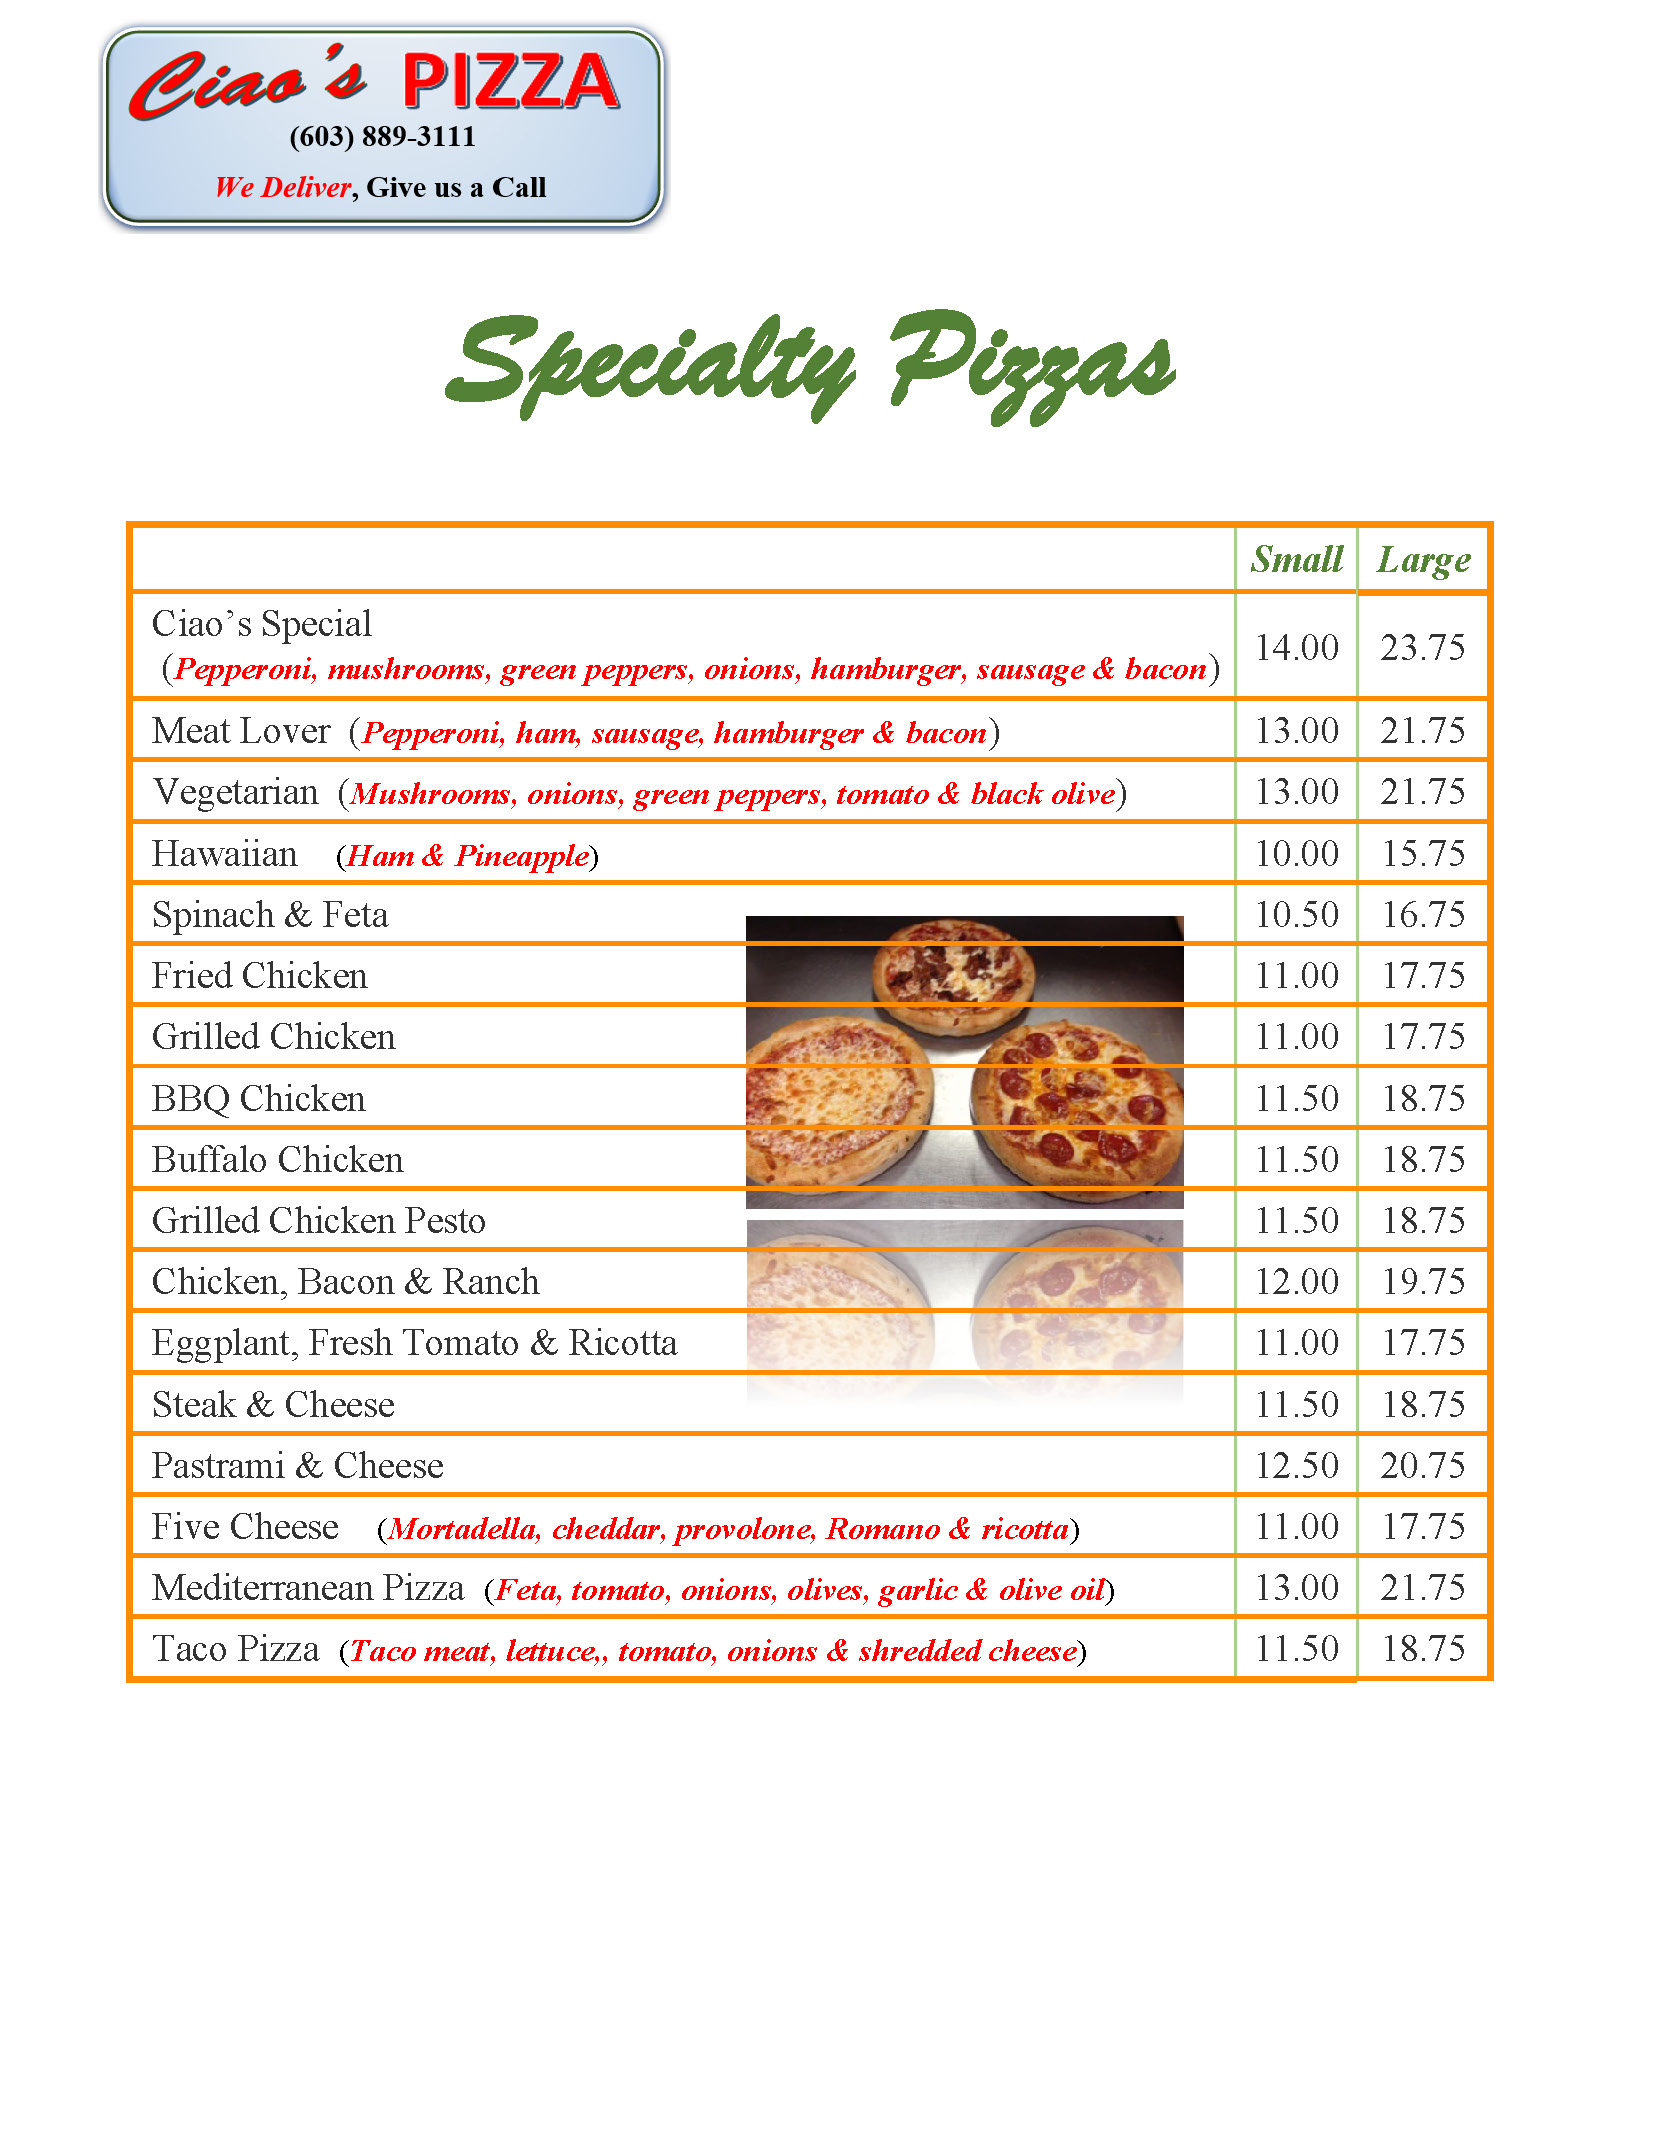 Ciao's PIZZA
(603) 889-3111
We Deliver, Give us a Call
Specialty Pizzas
Small Large
Ciao’s Special
(Pepperoni, mushrooms, green peppers, onions, hamburger, sausage & bacon) 14.00 23.75
Meat Lover (Pepperoni, ham, sausage, hamburger & bacon) 13.00 21.75
Vegetarian (Mushrooms, onions, green peppers, tomato & black olive) 13.00 21.75
Hawaiian (Ham & Pineapple) 10.00 15.75
Spinach & Feta 10.50 16.75
Fried Chicken 11.00 17.75
Grilled Chicken 11.00 17.75
BBQ Chicken 11.50 18.75
Buffalo Chicken 11.50 18.75
Grilled Chicken Pesto 11.50 18.75
Chicken, Bacon & Ranch 12.00 19.75
Eggplant, Fresh Tomato & Ricotta 11.00 17.75
Steak & Cheese 11.50 18.75
Pastrami & Cheese 12.50 20.75
Five Cheese (Mortadella, cheddar, provolone, Romano & ricotta) 11.00 17.75
Mediterranean Pizza (Feta, tomato, onions, olives, garlic & olive oil) 13.00 21.75
Taco Pizza (Taco meat, lettuce,, tomato, onions & shredded cheese) 11.50 18.75